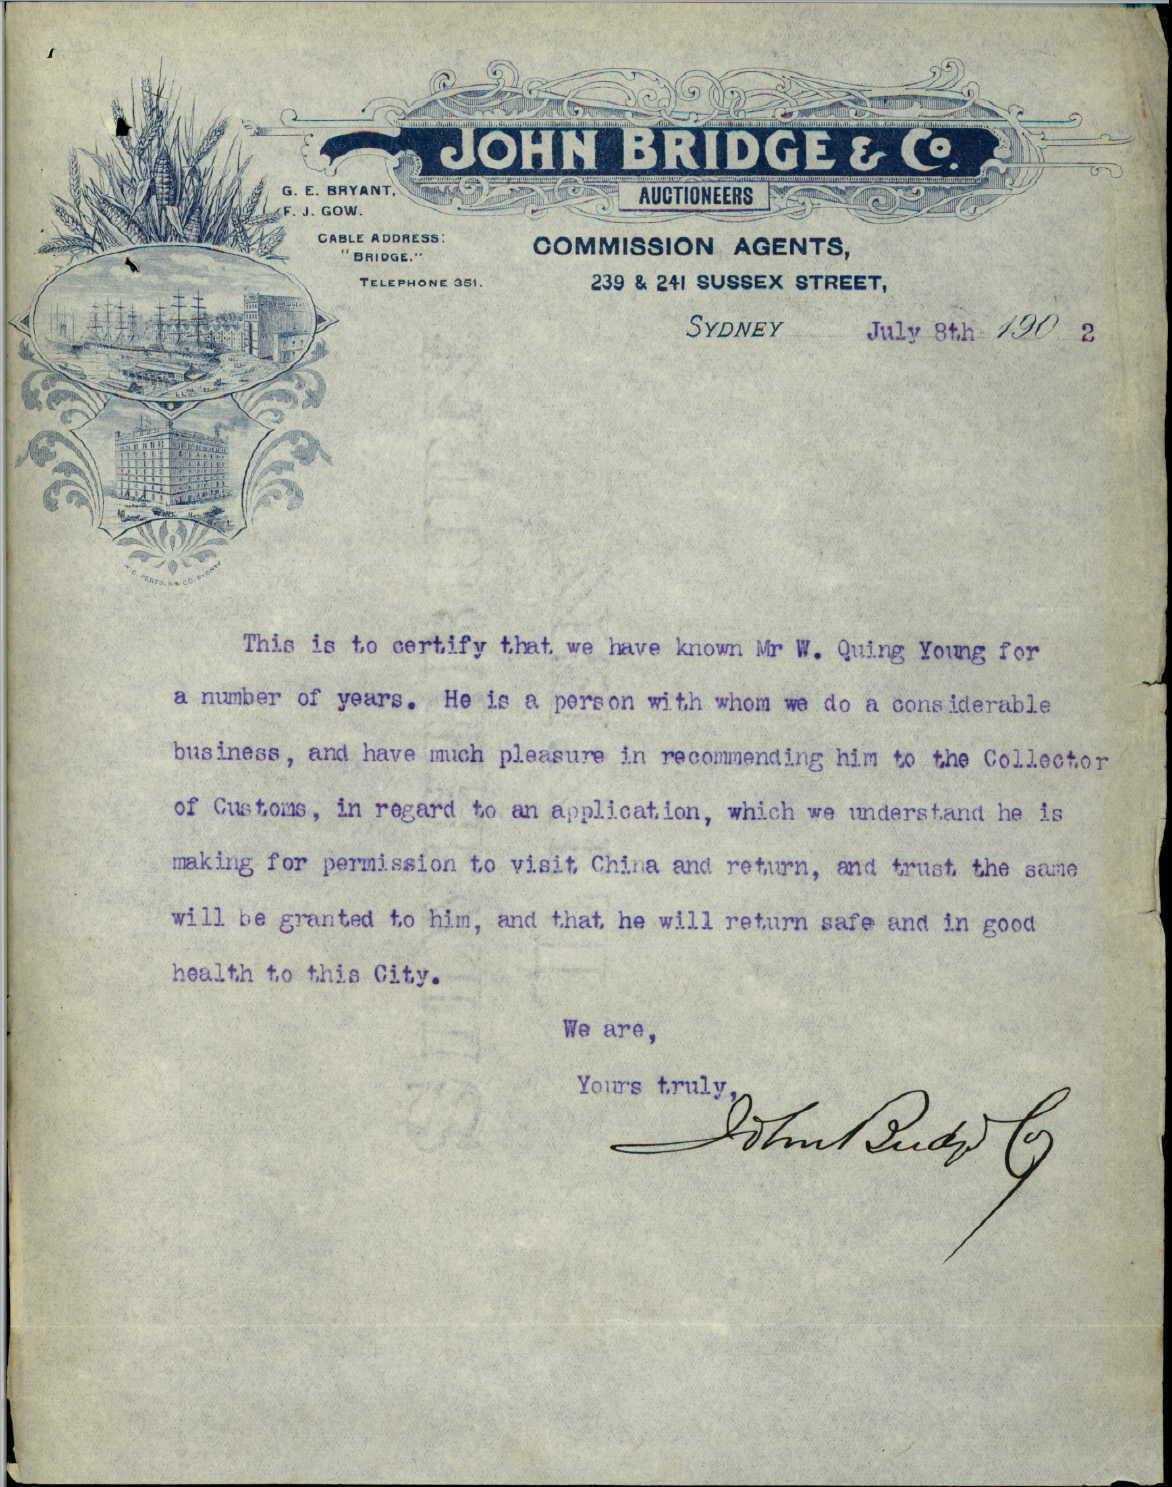 JOHN BRIDGE & Co.
AUCTIONEERS
G. E. BRYANT.
F. J. GOW.
CABLE ADDRESS:
"BRIDGE."
TELEPHONE 351.
COMMISSION AGENTS,
239 & 241 SUSSEX STREET,
SYDNEY July 8th 190 2
This is to certify that we have known Mr W. Quing Young for
a number of years. He is a person with whom we do a considerable
business, and have much pleasure in recommending him to the Collector
of Customs, in regard to an application, which we understand he is
making for permission to visit China and return, and trust the same
will be granted to him, and that he will return safe and in good
health to this City.
We are,
Yours truly,
John Bridge Co